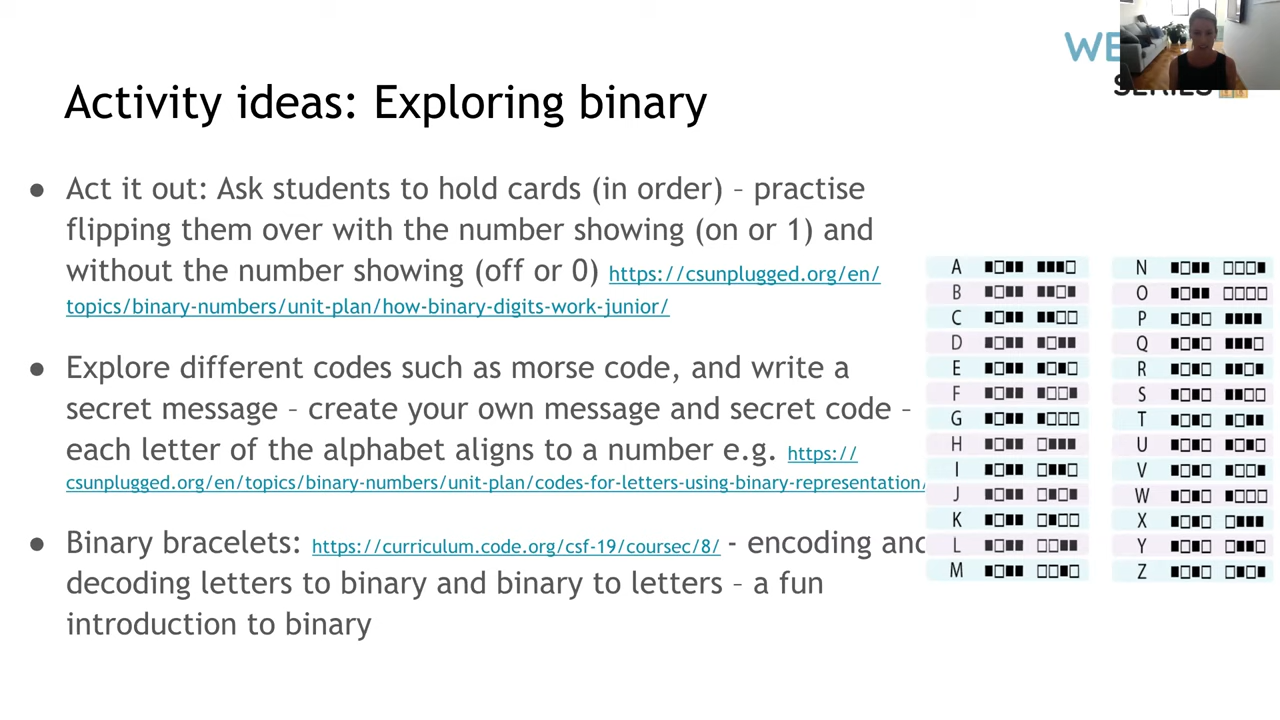 WE
SERIES
Activity ideas: Exploring binary
● Act it out: Ask students to hold cards (in order) – practise
flipping them over with the number showing (on or 1) and
without the number showing (off or 0) https://csunplugged.org/en/
topics/binary-numbers/unit-plan/how-binary-digits-work-junior/
● Explore different codes such as morse code, and write a
secret message – create your own message and secret code –
each letter of the alphabet aligns to a number e.g. https://
csunplugged.org/en/topics/binary-numbers/unit-plan/codes-for-letters-using-binary-representation/
● Binary bracelets: https://curriculum.code.org/csf-19/coursec/8/ - encoding and
decoding letters to binary and binary to letters – a fun
introduction to binary
A
B
C
D
E
F
G
H
I
J
K
L
M
N
O
P
Q
R
S
T
U
V
W
X
Y
Z